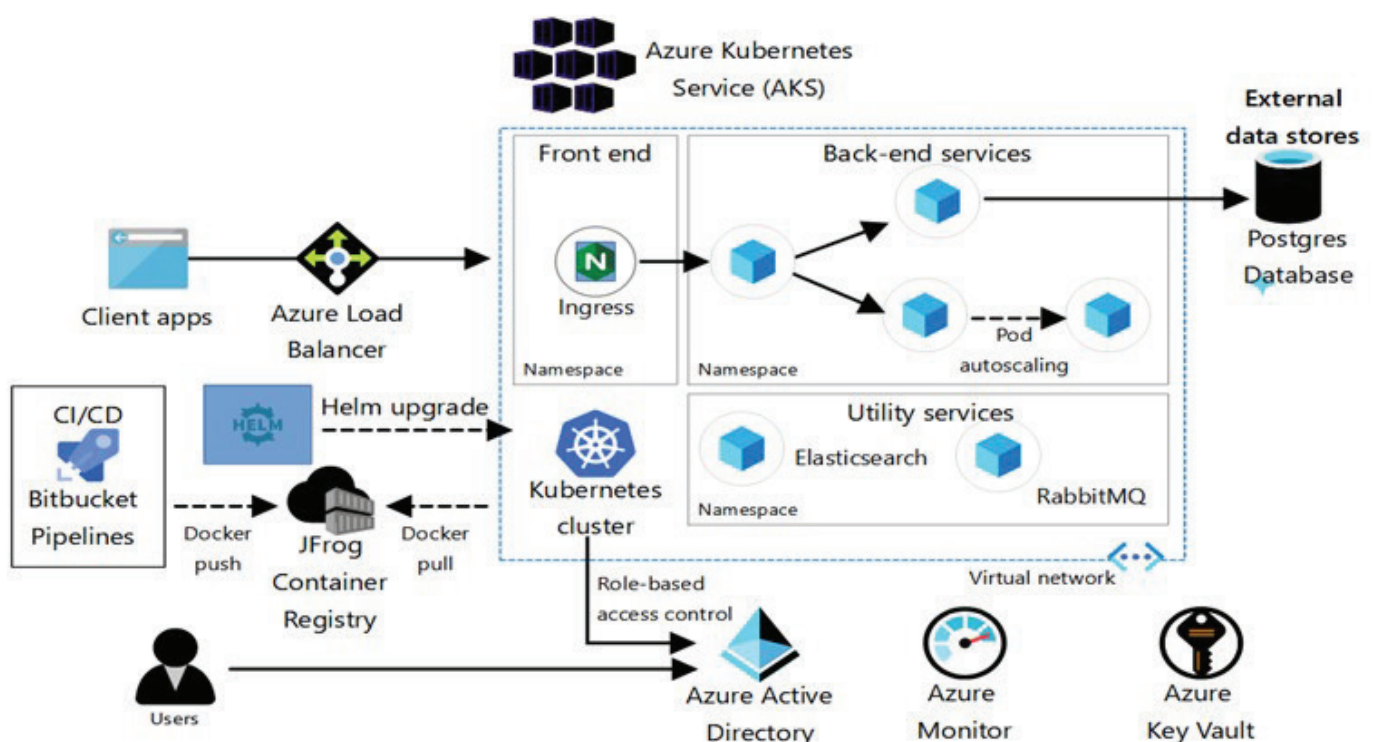 Azure Kubernetes
Service (AKS)
External
data stores
Front end
Back-end services
N
Ingress
Postgres
Database
Client apps
Azure Load
Balancer
Pod
autoscaling
Namespace
Namespace
CI/CD
HELM
Helm upgrade
Utility services
Elasticsearch
RabbitMQ
Bitbucket
Pipelines
Kubernetes
cluster
Namespace
Docker
push
JFrog
Container
Registry
Docker
pull
Virtual network
Role-based
access control
Users
Azure Active
Directory
Azure
Monitor
Azure
Key Vault